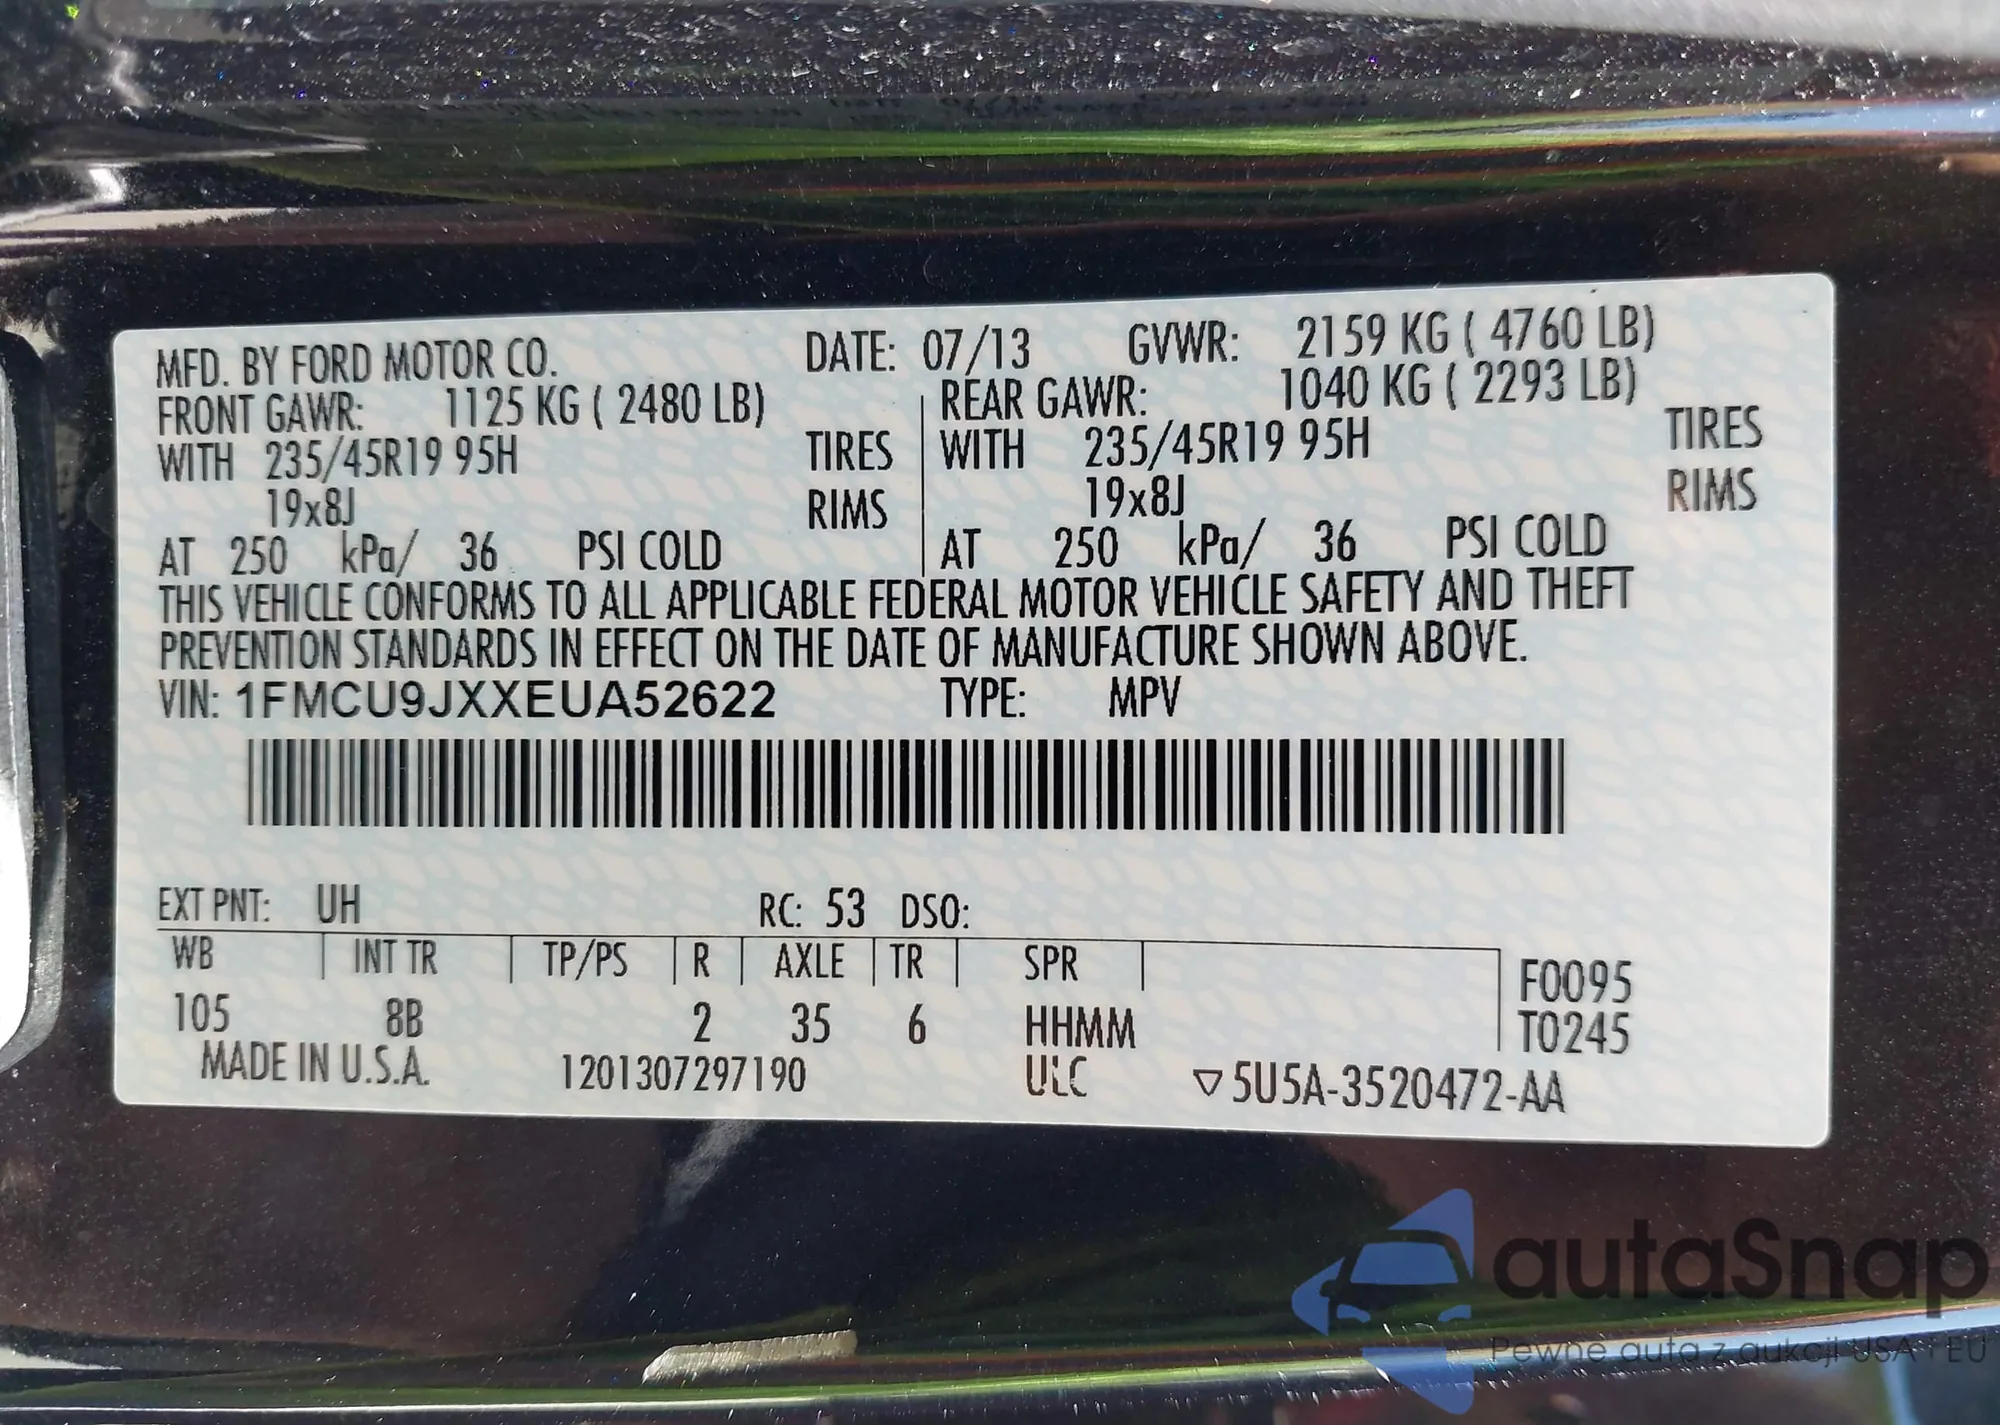 MFD. BY FORD MOTOR CO. DATE: 07/13 GVWR: 2159 KG ( 4760 LB)
FRONT GAWR: 1125 KG ( 2480 LB) REAR GAWR: 1040 KG ( 2293 LB)
WITH 235/45R19 95H TIRES WITH 235/45R19 95H TIRES
19x8J RIMS 19x8J RIMS
AT 250 kPa/ 36 PSI COLD AT 250 kPa/ 36 PSI COLD
THIS VEHICLE CONFORMS TO ALL APPLICABLE FEDERAL MOTOR VEHICLE SAFETY AND THEFT
PREVENTION STANDARDS IN EFFECT ON THE DATE OF MANUFACTURE SHOWN ABOVE.
VIN: 1FMCU9JXXEUA52622 TYPE: MPV
EXT PNT: UH RC: 53 DSO:
WB INT TR TP/PS R AXLE TR SPR F0095
105 8B 2 35 6 HHMM T0245
MADE IN U.S.A. 1201307297190 ULC ▽5U5A-3520472-AA
autaSnap
Pewne auta z aukcji USA i EU